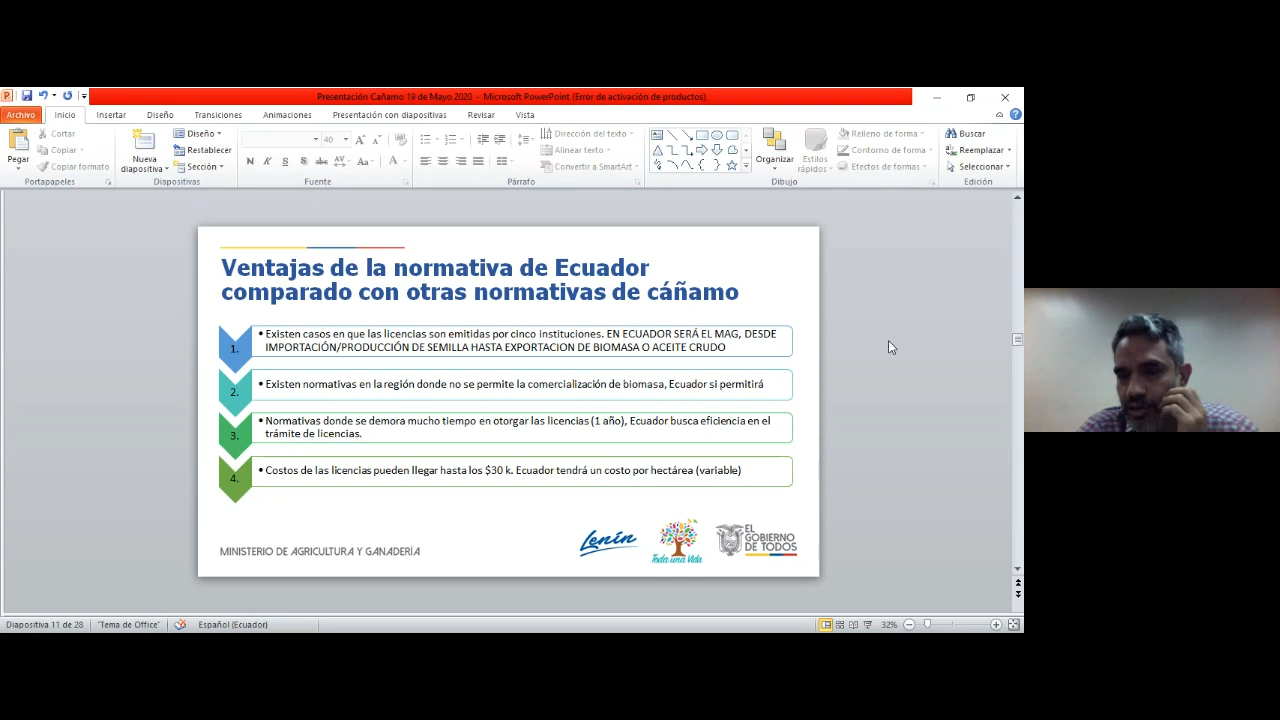 Presentación Cañamo 19 de Mayo 2020 - Microsoft PowerPoint (Error de activación de productos)
Archivo Inicio Insertar Diseño Transiciones Animaciones Presentación con diapositivas Revisar Vista
Pegar
Cortar
Copiar
Copiar formato
Portapapeles
Nueva
diapositiva
Diseño
Restablecer
Sección
Diapositivas
40
N K S S abc AV Aa A
Fuente
Dirección del texto
Alinear texto
Convertir a SmartArt
Párrafo
Organizar
Estilos
rápidos
Relleno de forma
Contorno de forma
Efectos de formas
Dibujo
Buscar
Reemplazar
Seleccionar
Edición
Ventajas de la normativa de Ecuador
comparado con otras normativas de cáñamo
1.
• Existen casos en que las licencias son emitidas por cinco instituciones. EN ECUADOR SERÁ EL MAG, DESDE
IMPORTACIÓN/PRODUCCIÓN DE SEMILLA HASTA EXPORTACION DE BIOMASA O ACEITE CRUDO
2.
• Existen normativas en la región donde no se permite la comercialización de biomasa, Ecuador si permitirá
3.
• Normativas donde se demora mucho tiempo en otorgar las licencias (1 año), Ecuador busca eficiencia en el
trámite de licencias.
4.
• Costos de las licencias pueden llegar hasta los $30 k. Ecuador tendrá un costo por hectárea (variable)
MINISTERIO DE AGRICULTURA Y GANADERÍA
Lenín
Toda una Vida
EL
GOBIERNO
DE TODOS
Diapositiva 11 de 28 "Tema de Office" Español (Ecuador) 32%